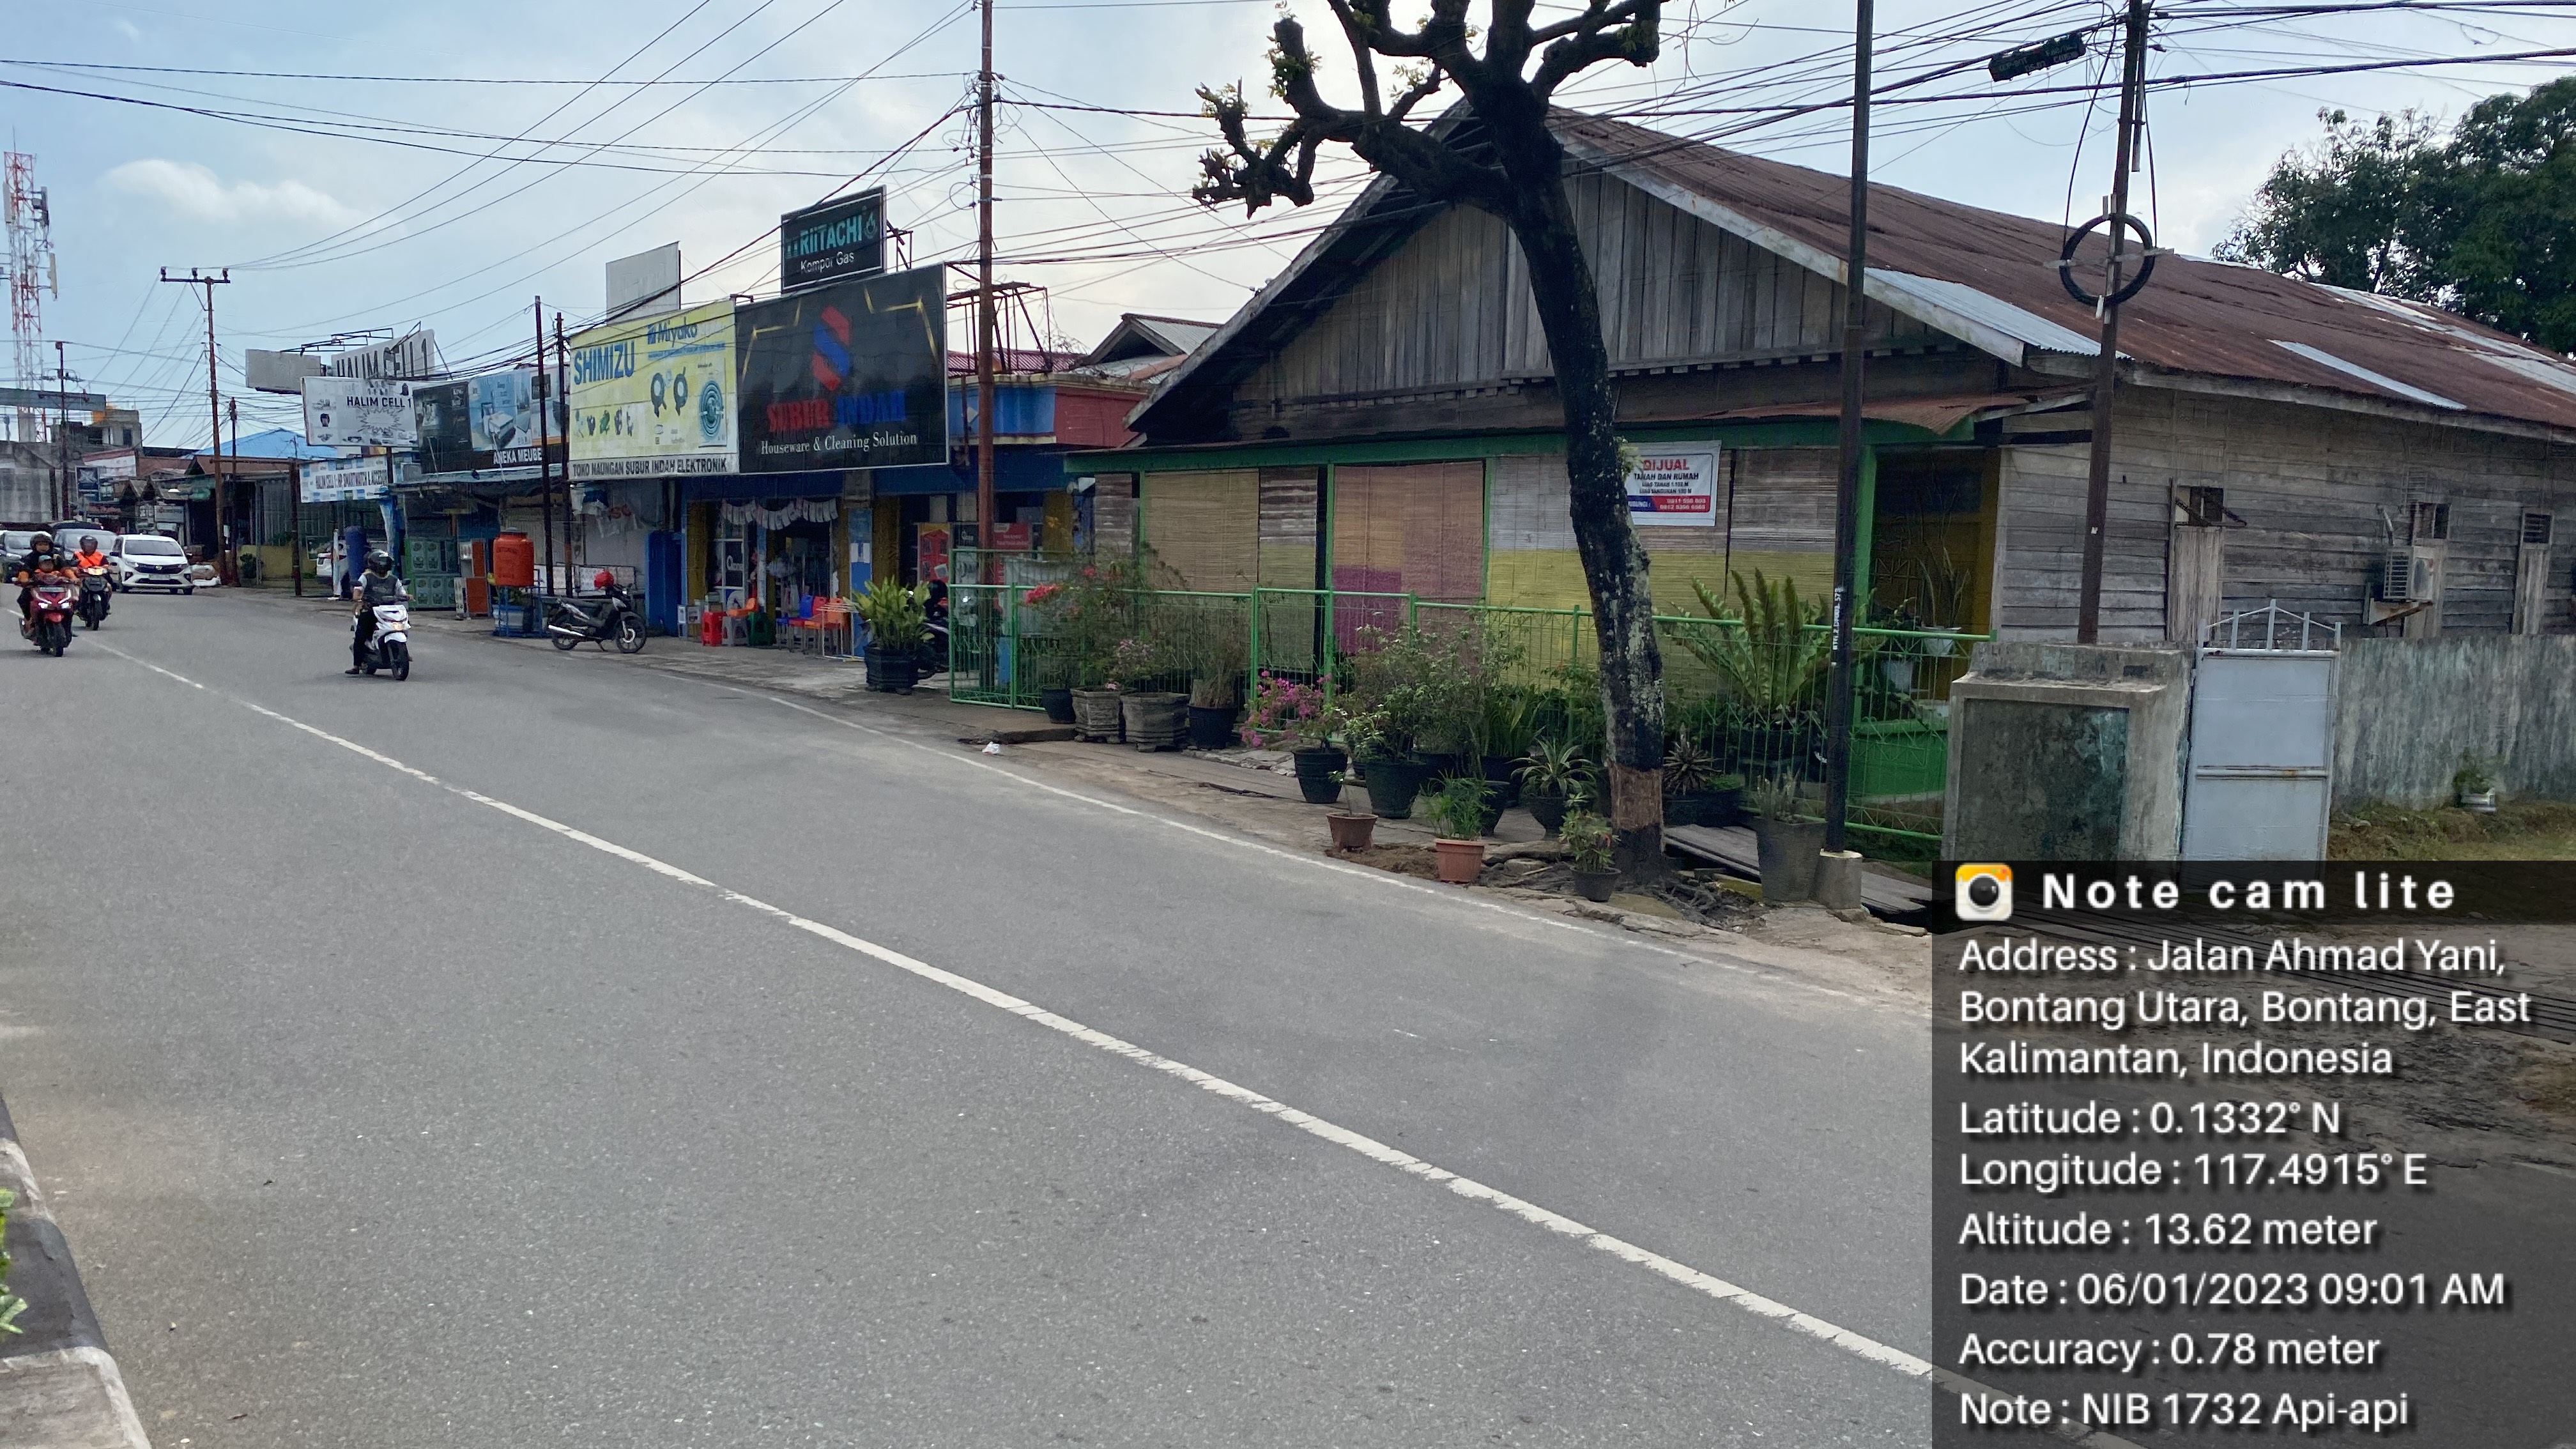 RIITACHI
Kompor Gas
Miyako
SHIMIZU
SUBUR INDAH
Houseware & Cleaning Solution
TOKO NAUNGAN SUBUR INDAH ELEKTRONIK
HALIM CELL 1
HALIM CELL 1
ANEKA MEUBE
DIJUAL
TANAH DAN RUMAH
Note cam lite
Address : Jalan Ahmad Yani,
Bontang Utara, Bontang, East
Kalimantan, Indonesia
Latitude : 0.1332° N
Longitude : 117.4915° E
Altitude : 13.62 meter
Date : 06/01/2023 09:01 AM
Accuracy : 0.78 meter
Note : NIB 1732 Api-api